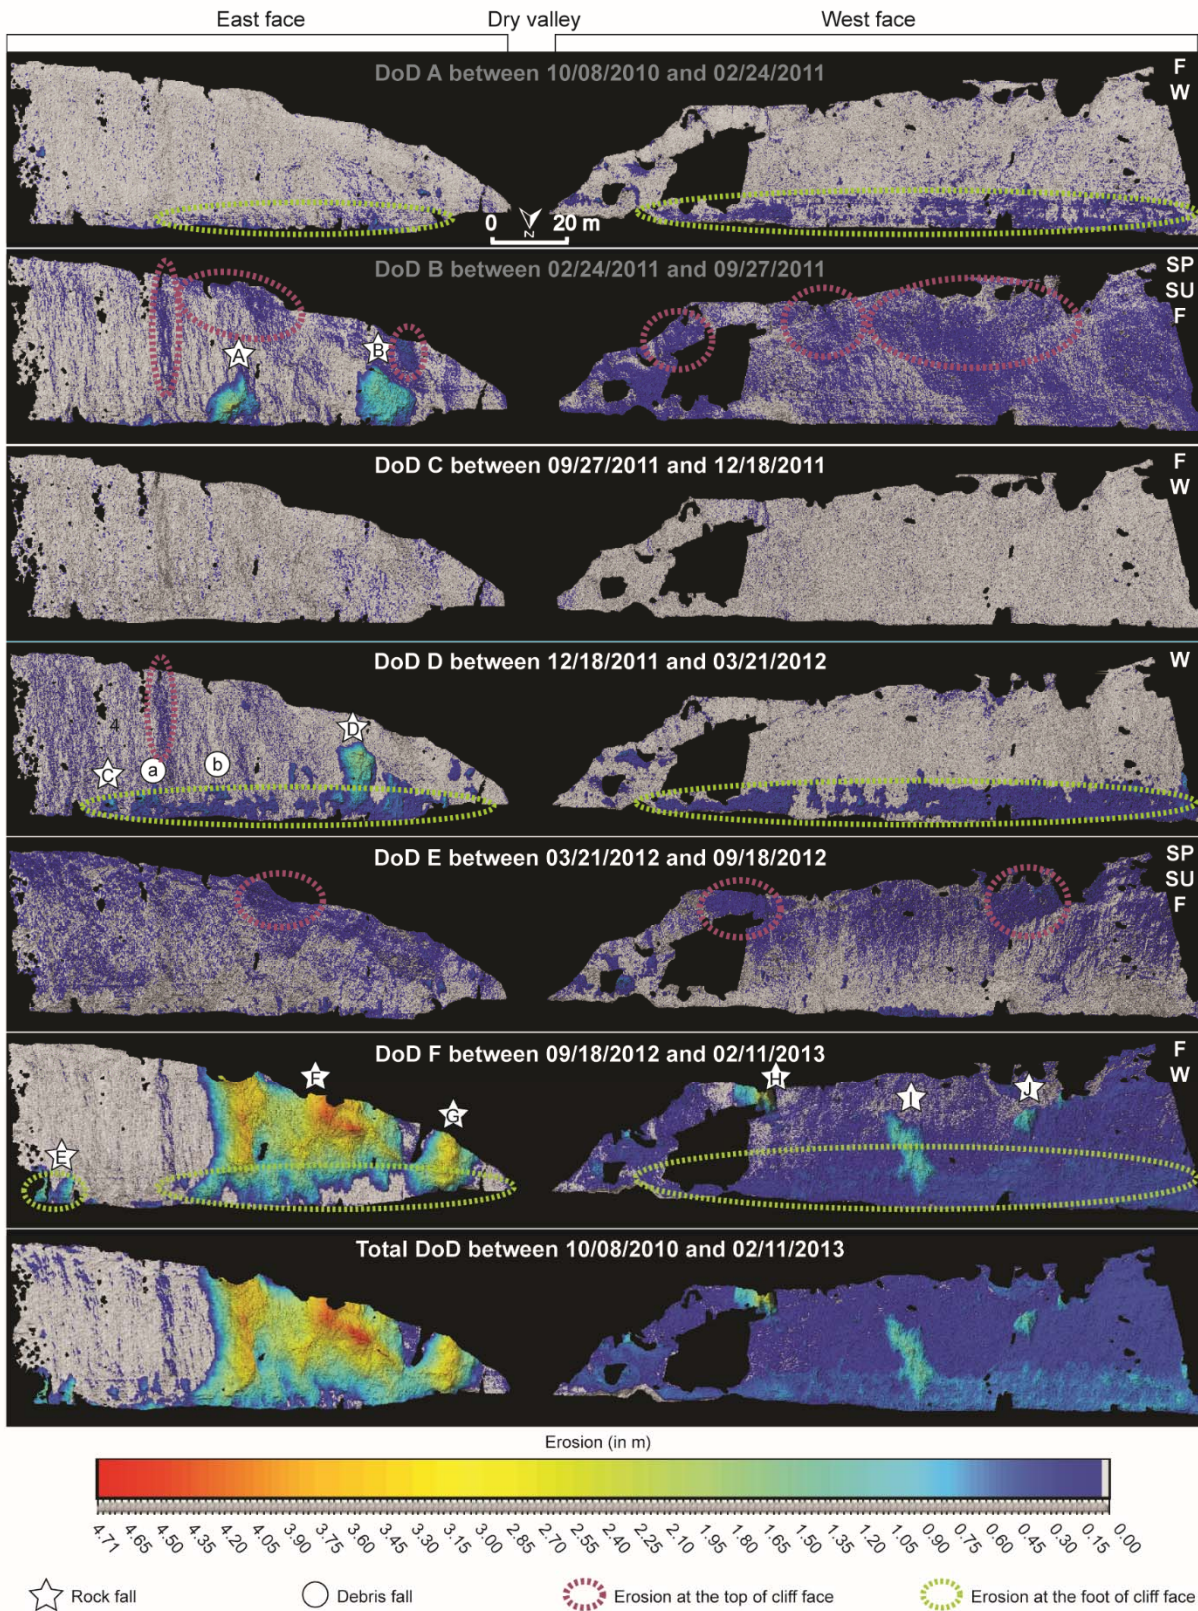 East face Dry valley West face
DoD A between 10/08/2010 and 02/24/2011
F
W
0 20 m
N
DoD B between 02/24/2011 and 09/27/2011
SP
SU
F
A
B
DoD C between 09/27/2011 and 12/18/2011
F
W
DoD D between 12/18/2011 and 03/21/2012
W
4
D
C
a
b
DoD E between 03/21/2012 and 09/18/2012
SP
SU
F
DoD F between 09/18/2012 and 02/11/2013
F
W
F
H
I
J
G
E
Total DoD between 10/08/2010 and 02/11/2013
Erosion (in m)
4.71 4.65 4.50 4.35 4.20 4.05 3.90 3.75 3.60 3.45 3.30 3.15 3.00 2.85 2.70 2.55 2.40 2.25 2.10 1.95 1.80 1.65 1.50 1.35 1.20 1.05 0.90 0.75 0.60 0.45 0.30 0.15 0.00
Rock fall Debris fall Erosion at the top of cliff face Erosion at the foot of cliff face